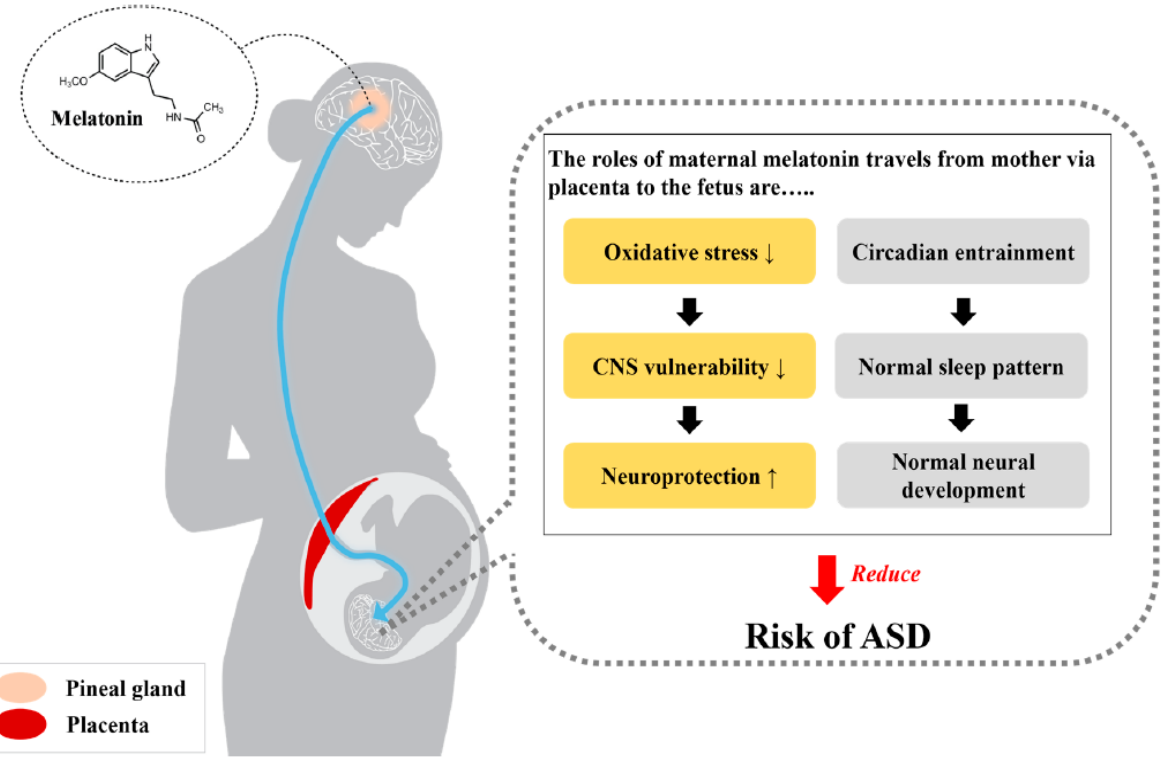 NH
H₃CO
CH₃
HN
O
Melatonin
The roles of maternal melatonin travels from mother via
placenta to the fetus are…..
Oxidative stress ↓
Circadian entrainment
CNS vulnerability ↓
Normal sleep pattern
Neuroprotection ↑
Normal neural
development
Reduce
Risk of ASD
Pineal gland
Placenta